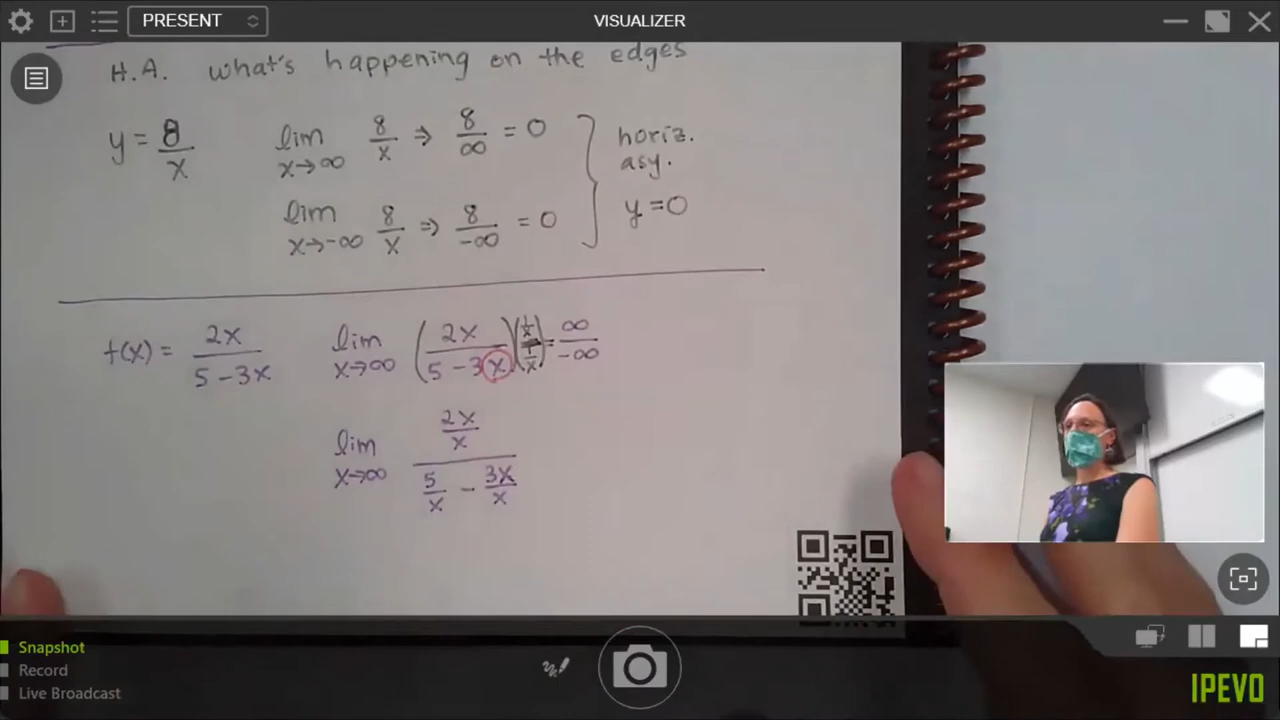 PRESENT
VISUALIZER
H.A. what's happening on the edges
y = 8/x
lim x→∞ 8/x ⇒ 8/∞ = 0
lim x→-∞ 8/x ⇒ 8/-∞ = 0
horiz.
asy.
y = 0
f(x) = 2x/(5-3x)
lim x→∞ (2x/(5-3x))((1/x)/(1/x)) = ∞/-∞
lim x→∞ (2x/x)/(5/x - 3x/x)
Snapshot
Record
Live Broadcast
IPEVO